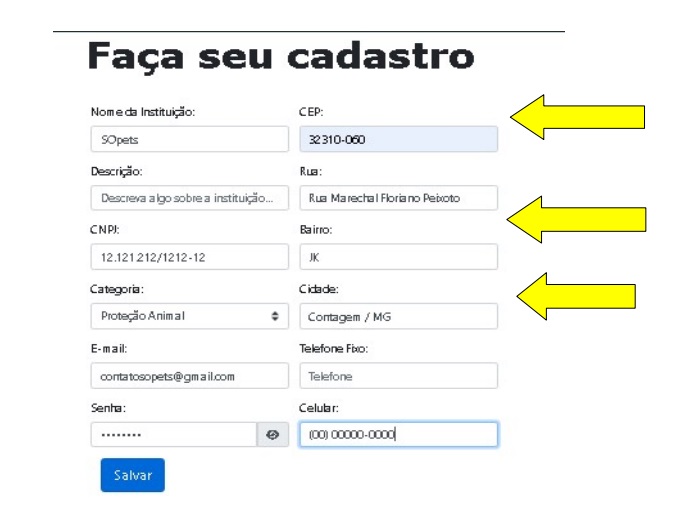 Faça seu cadastro
Nome da Instituição:
SOpets
CEP:
32310-060
Descrição:
Descreva algo sobre a instituição...
Rua:
Rua Marechal Floriano Peixoto
CNPJ:
12.121.212/1212-12
Bairro:
JK
Categoria:
Proteção Animal
Cidade:
Contagem / MG
E-mail:
contatosopets@gmail.com
Telefone Fixo:
Telefone
Senha:
••••••••
Celular:
(00) 00000-0000
Salvar